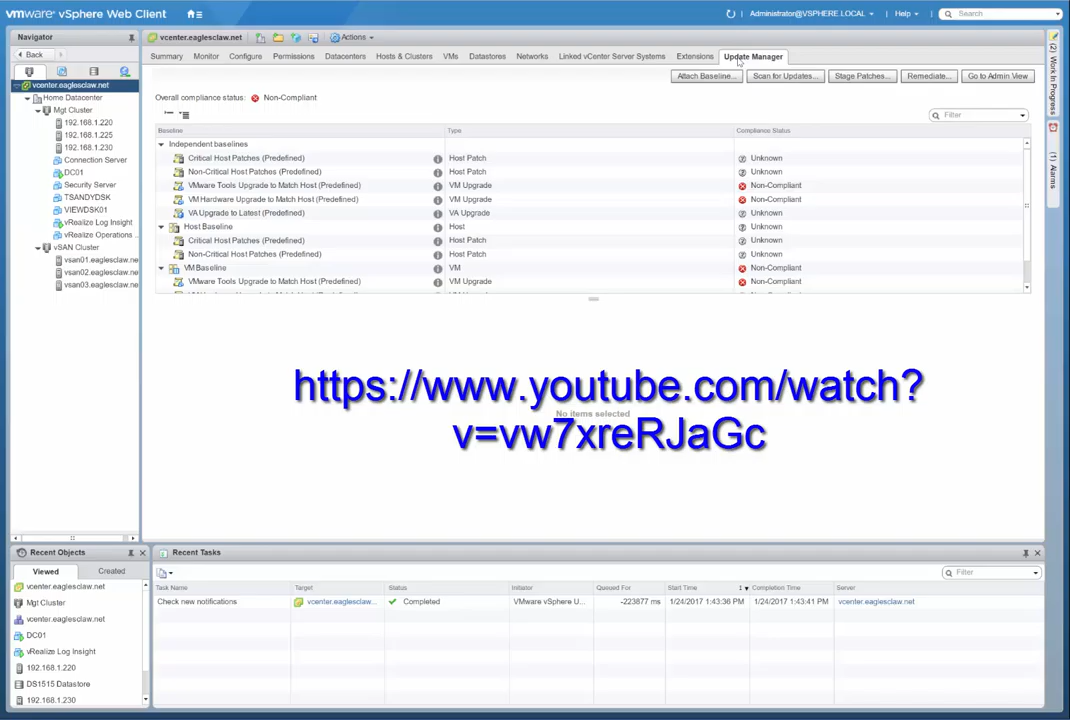 vmware® vSphere Web Client
Administrator@VSPHERE.LOCAL | Help | Search
Navigator
Back
vcenter.eaglesclaw.net
Home Datacenter
Mgt Cluster
192.168.1.220
192.168.1.225
192.168.1.230
Connection Server
DC01
Security Server
TSANDYDSK
VIEWDSK01
vRealize Log Insight
vRealize Operations ...
vSAN Cluster
vsan01.eaglesclaw.ne
vsan02.eaglesclaw.ne
vsan03.eaglesclaw.ne
vcenter.eaglesclaw.net Actions
Summary Monitor Configure Permissions Datacenters Hosts & Clusters VMs Datastores Networks Linked vCenter Server Systems Extensions Update Manager
Attach Baseline... Scan for Updates... Stage Patches... Remediate... Go to Admin View
Overall compliance status: Non-Compliant
Filter
Baseline Type Compliance Status
Independent baselines
Critical Host Patches (Predefined) Host Patch Unknown
Non-Critical Host Patches (Predefined) Host Patch Unknown
VMware Tools Upgrade to Match Host (Predefined) VM Upgrade Non-Compliant
VM Hardware Upgrade to Match Host (Predefined) VM Upgrade Non-Compliant
VA Upgrade to Latest (Predefined) VA Upgrade Unknown
Host Baseline Host Unknown
Critical Host Patches (Predefined) Host Patch Unknown
Non-Critical Host Patches (Predefined) Host Patch Unknown
VM Baseline VM Non-Compliant
VMware Tools Upgrade to Match Host (Predefined) VM Upgrade Non-Compliant
https://www.youtube.com/watch?
No items selected
v=vw7xreRJaGc
(2) Work In Progress
(1) Alarms
Recent Objects
Viewed Created
vcenter.eaglesclaw.net
Mgt Cluster
vcenter.eaglesclaw.net
DC01
vRealize Log Insight
192.168.1.220
DS1515 Datastore
192.168.1.230
Recent Tasks
Filter
Task Name Target Status Initiator Queued For Start Time 1 Completion Time Server
Check new notifications vcenter.eaglesclaw... Completed VMware vSphere U... -223877 ms 1/24/2017 1:43:36 PM 1/24/2017 1:43:41 PM vcenter.eaglesclaw.net